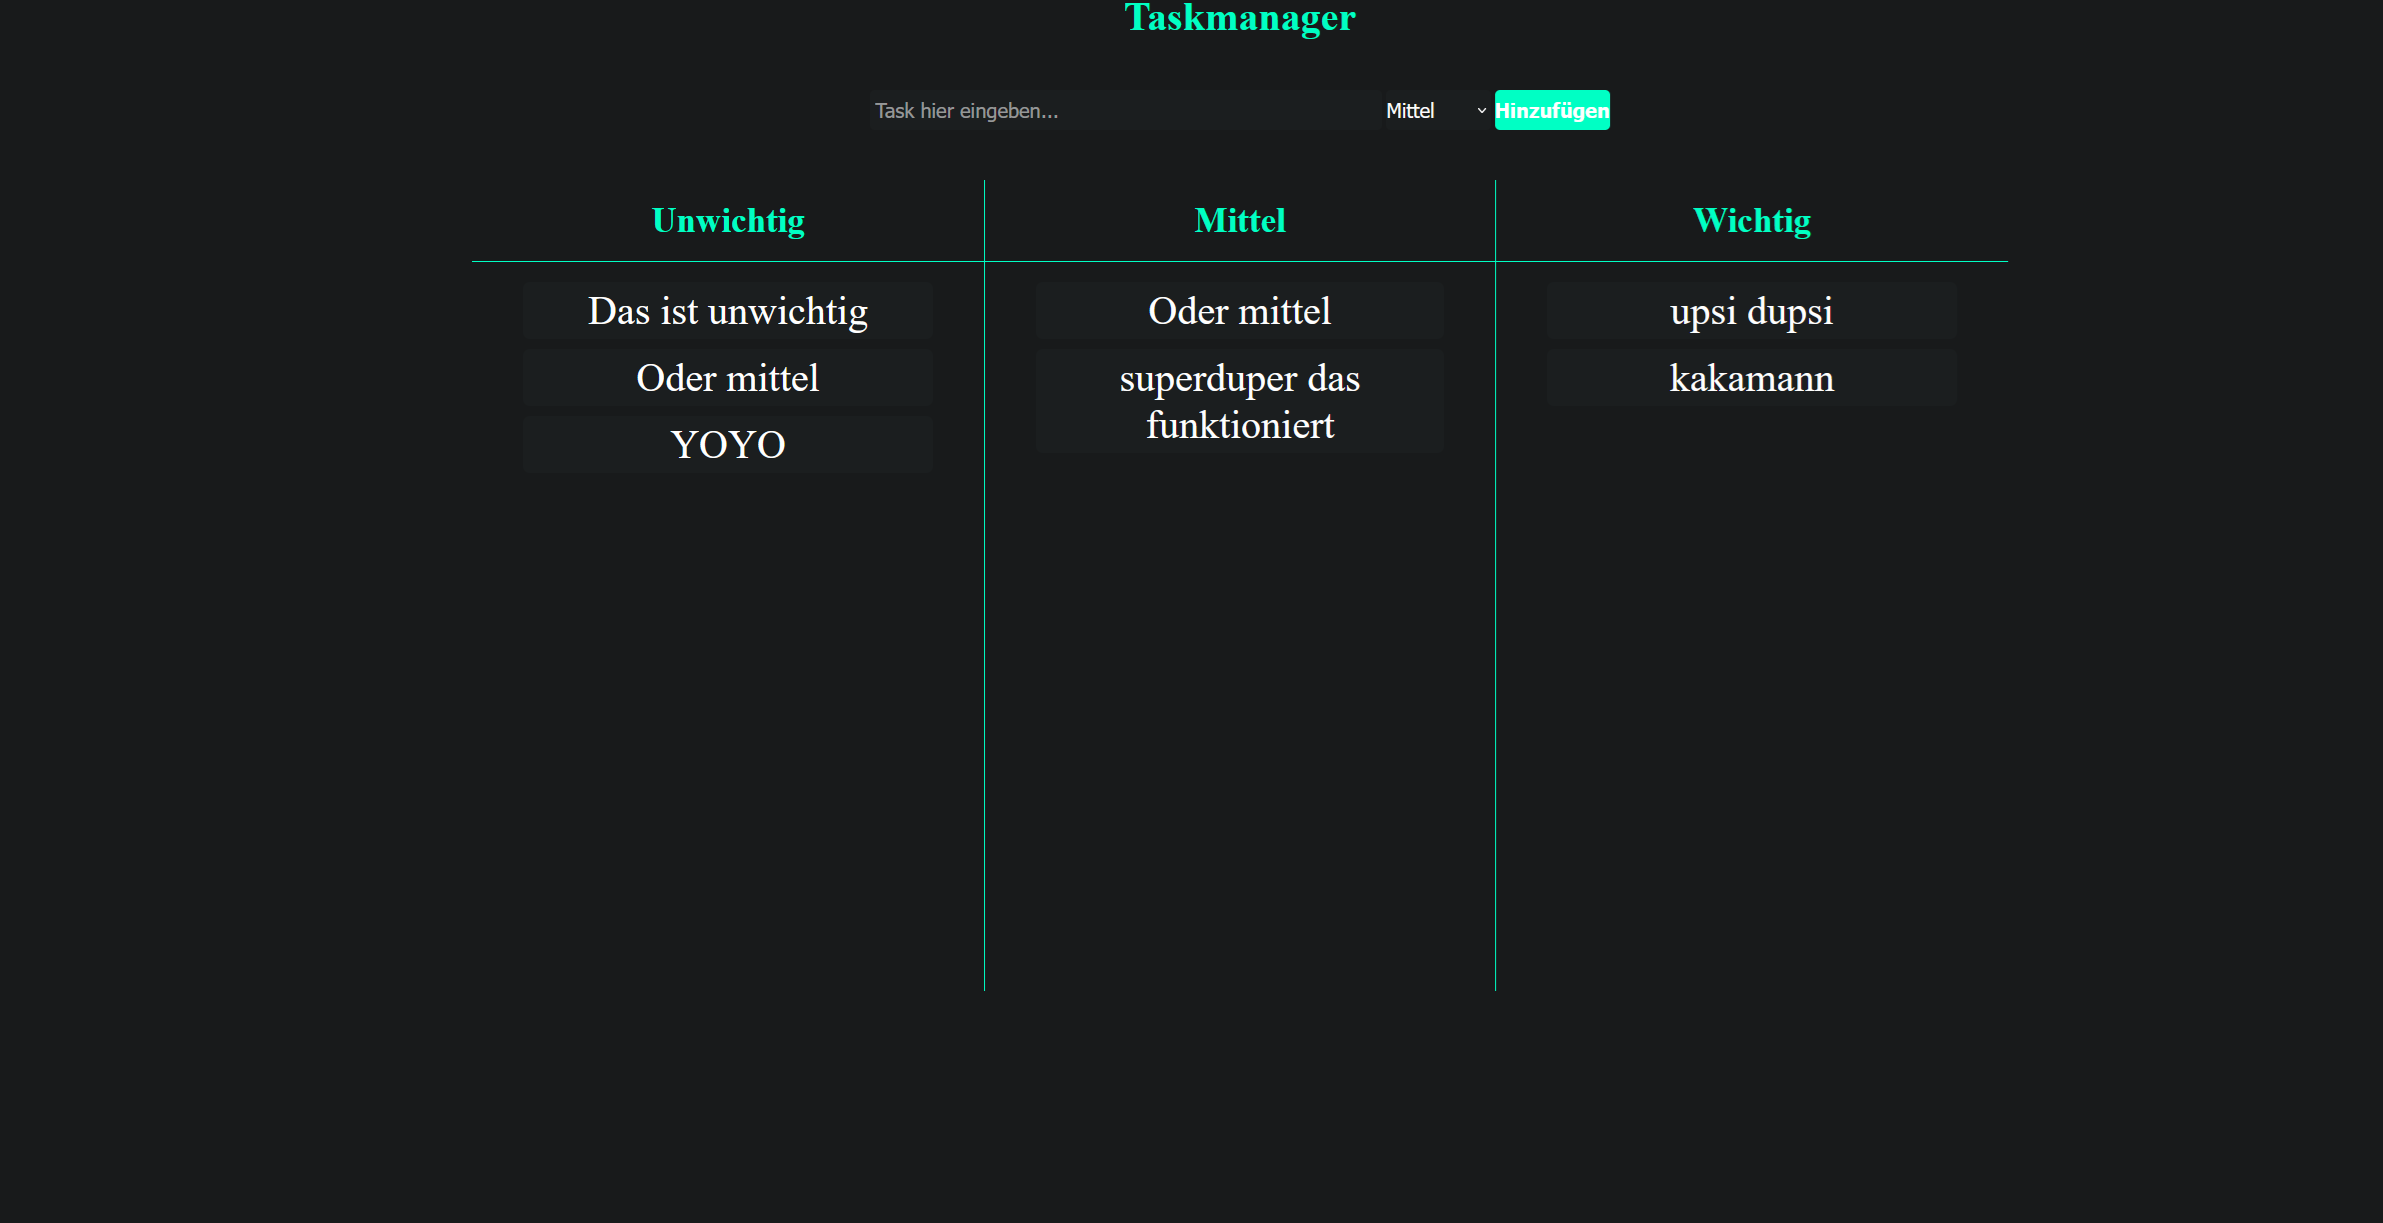 Taskmanager
Task hier eingeben...
Mittel
Hinzufügen
Unwichtig
Mittel
Wichtig
Das ist unwichtig
Oder mittel
YOYO
Oder mittel
superduper das
funktioniert
upsi dupsi
kakamann